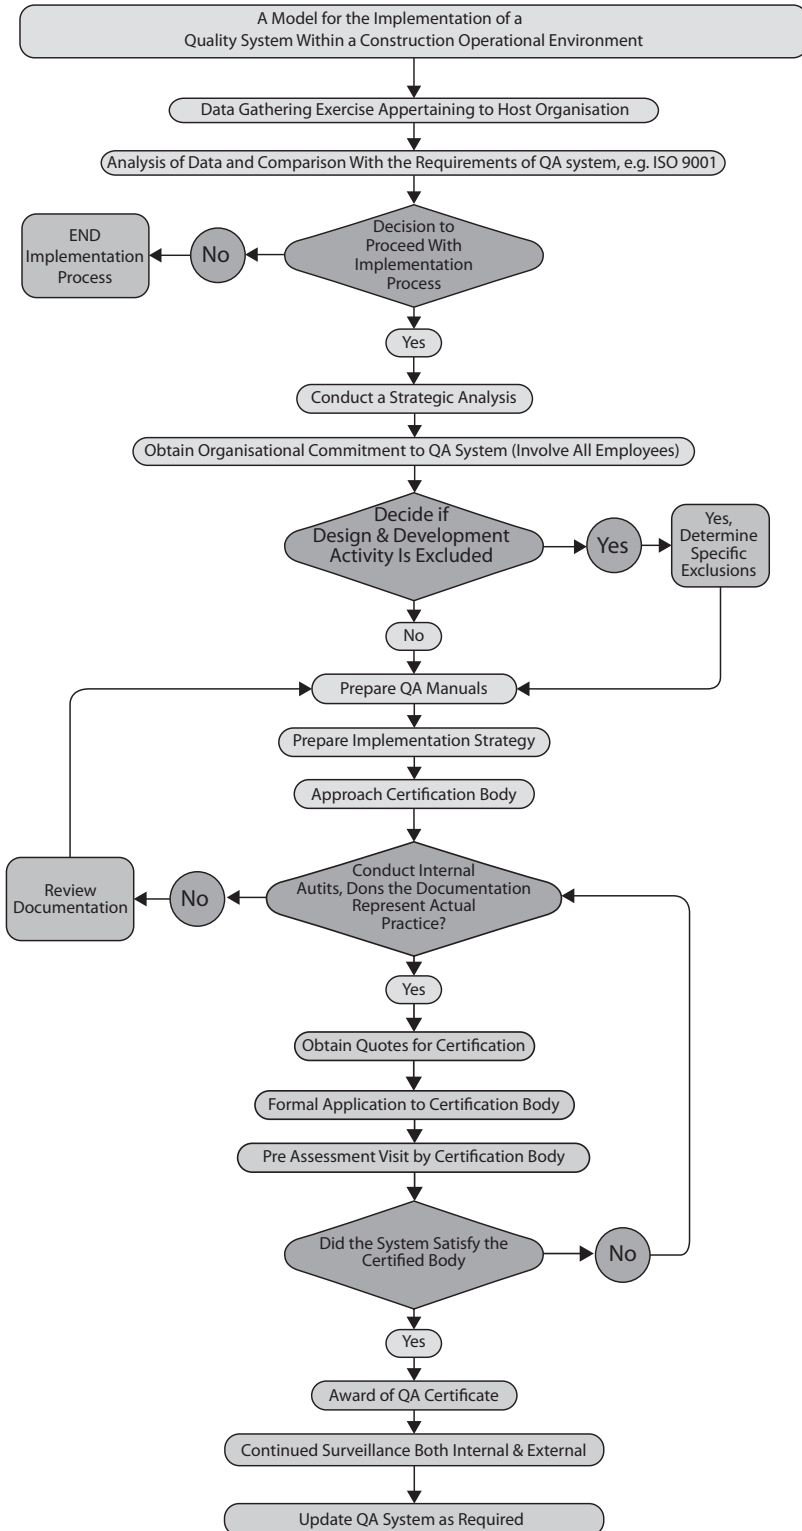 A Model for the Implementation of a
Quality System Within a Construction Operational Environment
Data Gathering Exercise Appertaining to Host Organisation
Analysis of Data and Comparison With the Requirements of QA system, e.g. ISO 9001
Decision to
Proceed With
Implementation
Process
No
END
Implementation
Process
Yes
Conduct a Strategic Analysis
Obtain Organisational Commitment to QA System (Involve All Employees)
Decide if
Design & Development
Activity Is Excluded
Yes
Yes,
Determine
Specific
Exclusions
No
Prepare QA Manuals
Prepare Implementation Strategy
Approach Certification Body
Conduct Internal
Autits, Dons the Documentation
Represent Actual
Practice?
No
Review
Documentation
Yes
Obtain Quotes for Certification
Formal Application to Certification Body
Pre Assessment Visit by Certification Body
Did the System Satisfy the
Certified Body
No
Yes
Award of QA Certificate
Continued Surveillance Both Internal & External
Update QA System as Required